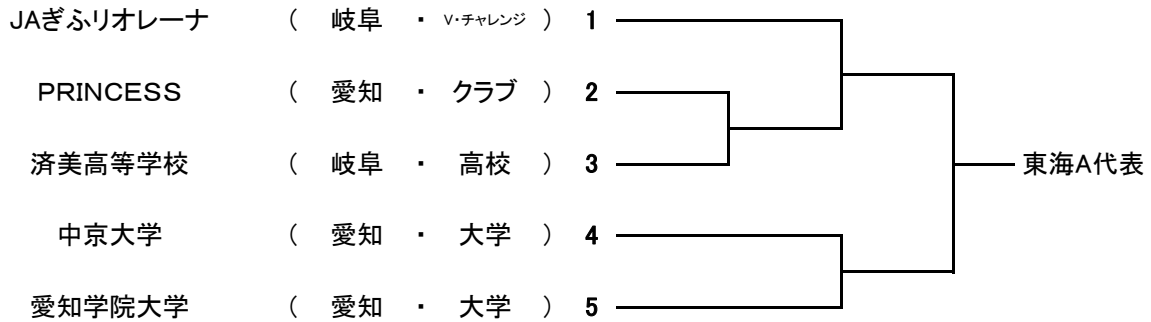 JAぎふリオレーナ ( 岐阜 ・ V・チャレンジ ) 1
PRINCESS ( 愛知 ・ クラブ ) 2
済美高等学校 ( 岐阜 ・ 高校 ) 3
東海A代表
中京大学 ( 愛知 ・ 大学 ) 4
愛知学院大学 ( 愛知 ・ 大学 ) 5